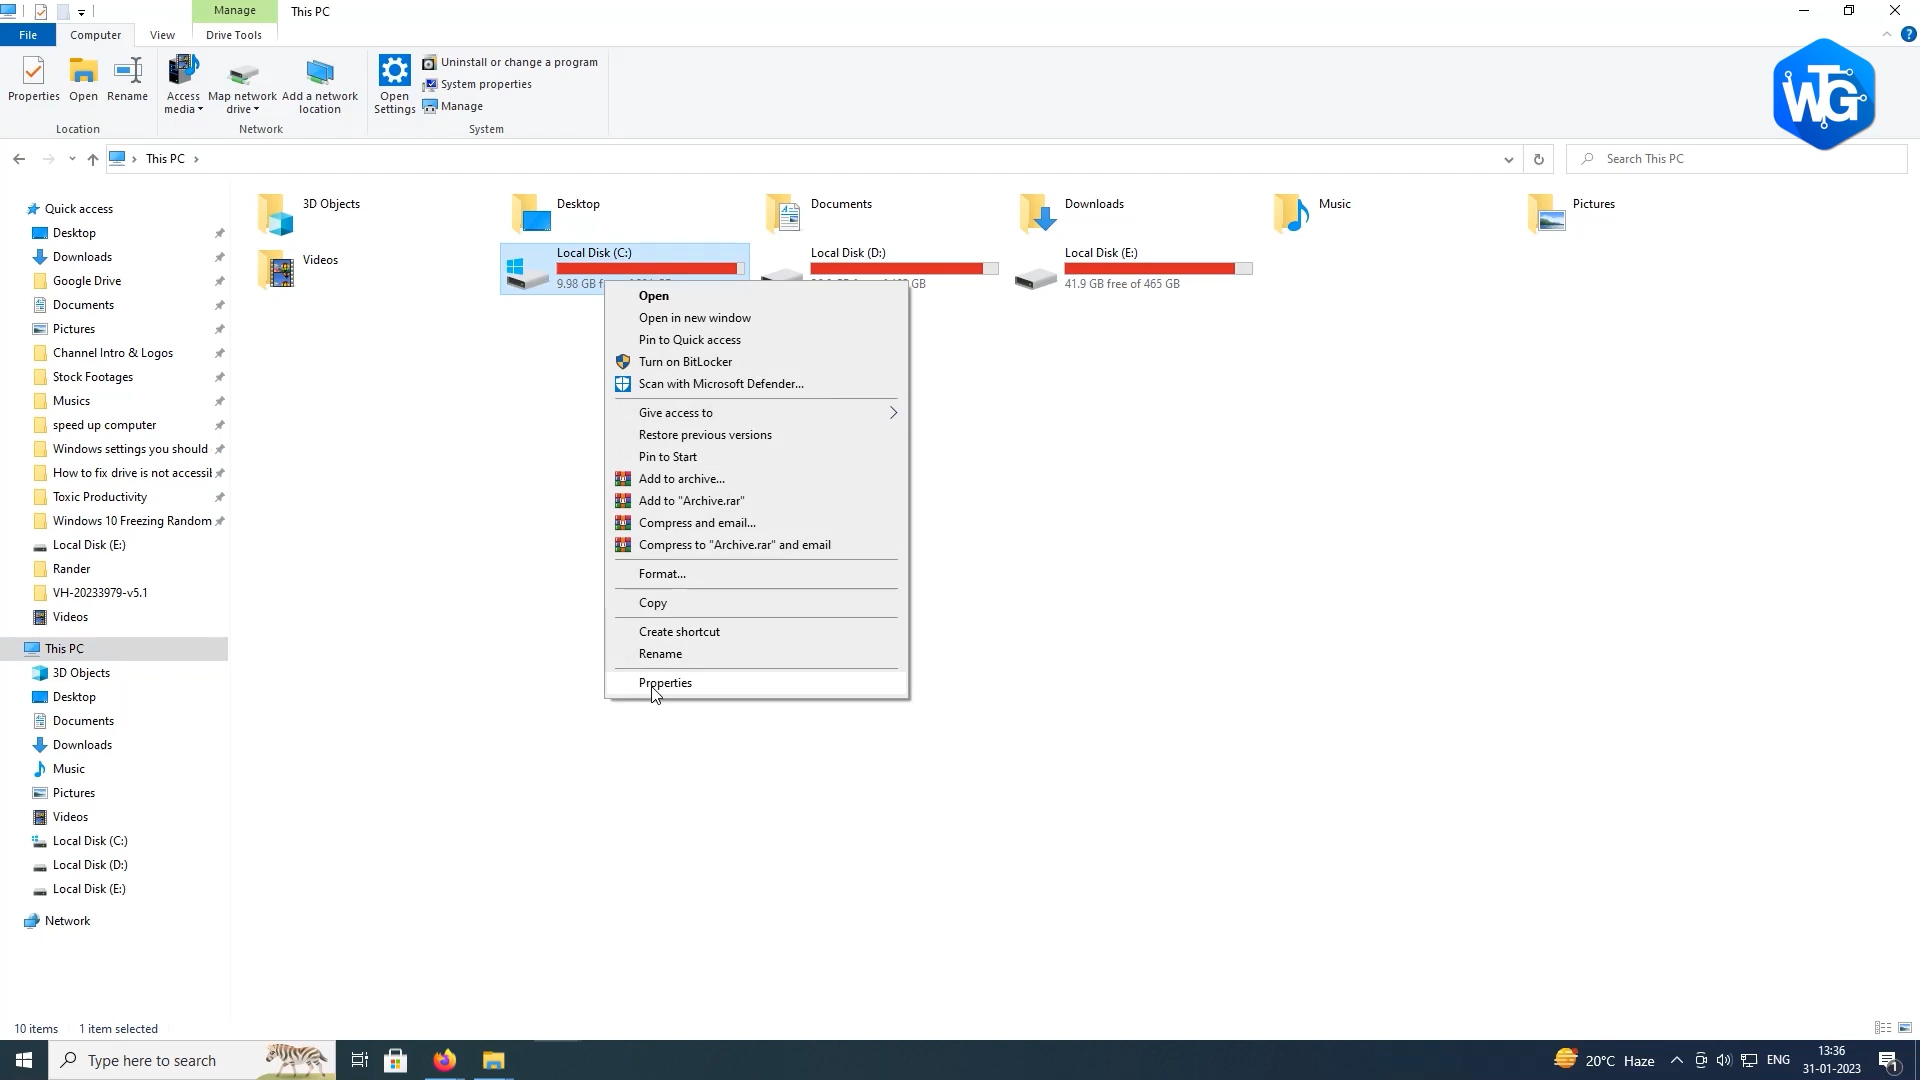 Manage
This PC
File
Computer
View
Drive Tools
Properties
Open
Rename
Access media
Map network drive
Add a network location
Open Settings
Uninstall or change a program
System properties
Manage
Location
Network
System
WTG
This PC
Search This PC
Quick access
Desktop
Downloads
Google Drive
Documents
Pictures
Channel Intro & Logos
Stock Footages
Musics
speed up computer
Windows settings you should
How to fix drive is not accessil
Toxic Productivity
Windows 10 Freezing Random
Local Disk (E:)
Rander
VH-20233979-v5.1
Videos
This PC
3D Objects
Desktop
Documents
Downloads
Music
Pictures
Videos
Local Disk (C:)
Local Disk (D:)
Local Disk (E:)
Network
3D Objects
Desktop
Documents
Downloads
Music
Pictures
Videos
Local Disk (C:)
9.98 GB
Local Disk (D:)
GB
Local Disk (E:)
41.9 GB free of 465 GB
Open
Open in new window
Pin to Quick access
Turn on BitLocker
Scan with Microsoft Defender...
Give access to
Restore previous versions
Pin to Start
Add to archive...
Add to "Archive.rar"
Compress and email...
Compress to "Archive.rar" and email
Format...
Copy
Create shortcut
Rename
Properties
10 items
1 item selected
Type here to search
20°C Haze
ENG
13:36
31-01-2023
1